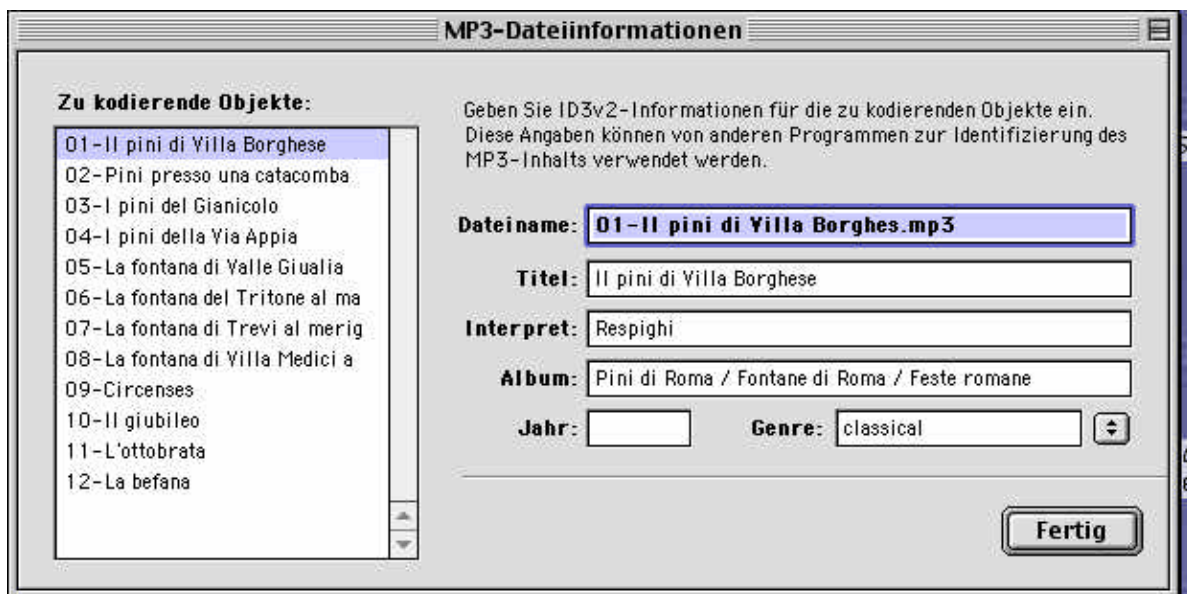 MP3-Dateiinformationen
Zu kodierende Objekte:
01-Il pini di Villa Borghese
02-Pini presso una catacomba
03-I pini del Gianicolo
04-I pini della Via Appia
05-La fontana di Valle Giualia
06-La fontana del Tritone al ma
07-La fontana di Trevi al merig
08-La fontana di Villa Medici a
09-Circenses
10-Il giubileo
11-L'ottobrata
12-La befana
Geben Sie ID3v2-Informationen für die zu kodierenden Objekte ein.
Diese Angaben können von anderen Programmen zur Identifizierung des
MP3-Inhalts verwendet werden.
Dateiname: 01-Il pini di Villa Borghes.mp3
Titel: Il pini di Villa Borghese
Interpret: Respighi
Album: Pini di Roma / Fontane di Roma / Feste romane
Jahr: Genre: classical
Fertig